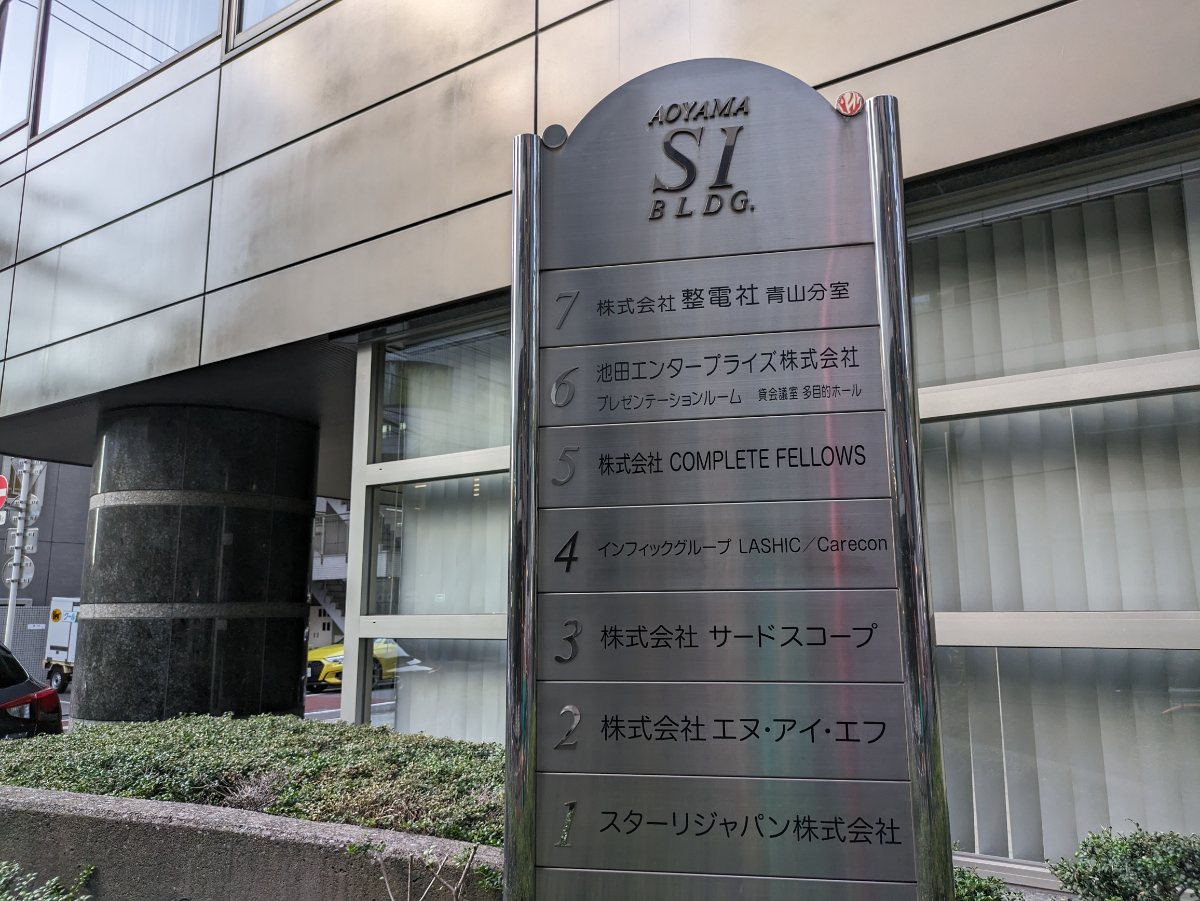 AOYAMA
SI
BLDG.
7 株式会社 整電社 青山分室
6 池田エンタープライズ株式会社
プレゼンテーションルーム 貸会議室 多目的ホール
5 株式会社 COMPLETE FELLOWS
4 インフィックグループ LASHIC／Carecon
3 株式会社 サードスコープ
2 株式会社 エヌ・アイ・エフ
1 スターリジャパン株式会社